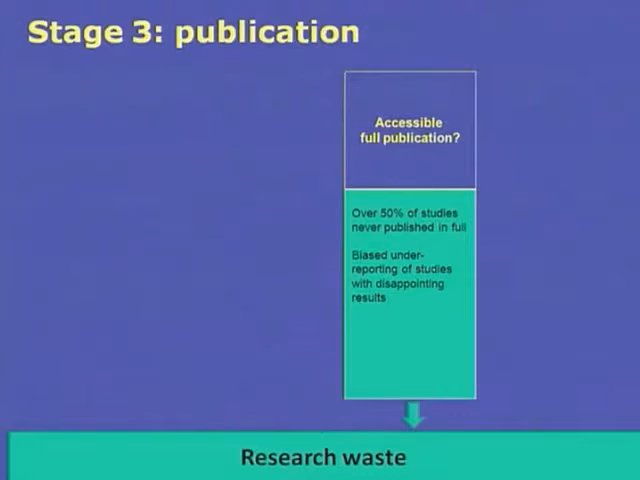 Stage 3: publication
Accessible
full publication?
Over 50% of studies
never published in full
Biased under-
reporting of studies
with disappointing
results
Research waste